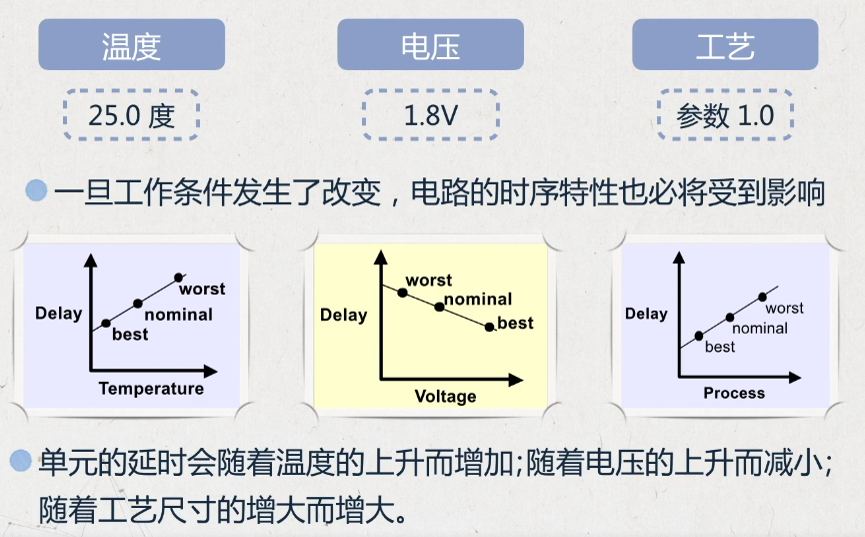 温度 电压 工艺
25.0 度 1.8V 参数 1.0
一旦工作条件发生了改变，电路的时序特性也必将受到影响
Delay
worst
nominal
best
Temperature
Delay
worst
nominal
best
Voltage
Delay
worst
nominal
best
Process
单元的延时会随着温度的上升而增加;随着电压的上升而减小;
随着工艺尺寸的增大而增大。